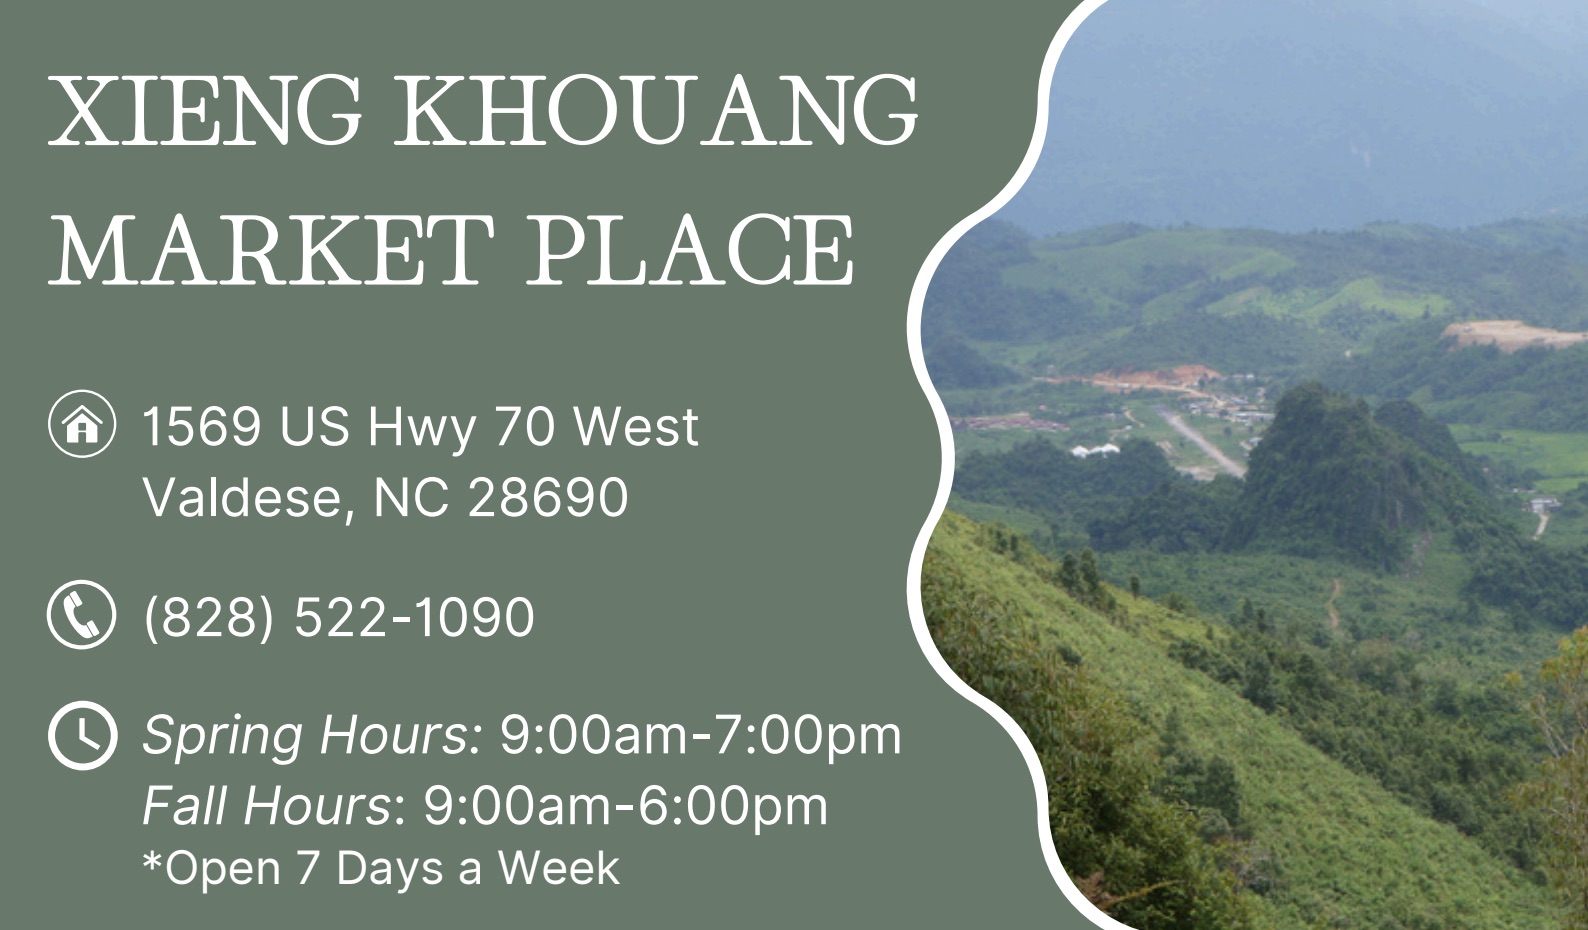 XIENG KHOUANG
MARKET PLACE
1569 US Hwy 70 West
Valdese, NC 28690
(828) 522-1090
Spring Hours: 9:00am-7:00pm
Fall Hours: 9:00am-6:00pm
*Open 7 Days a Week